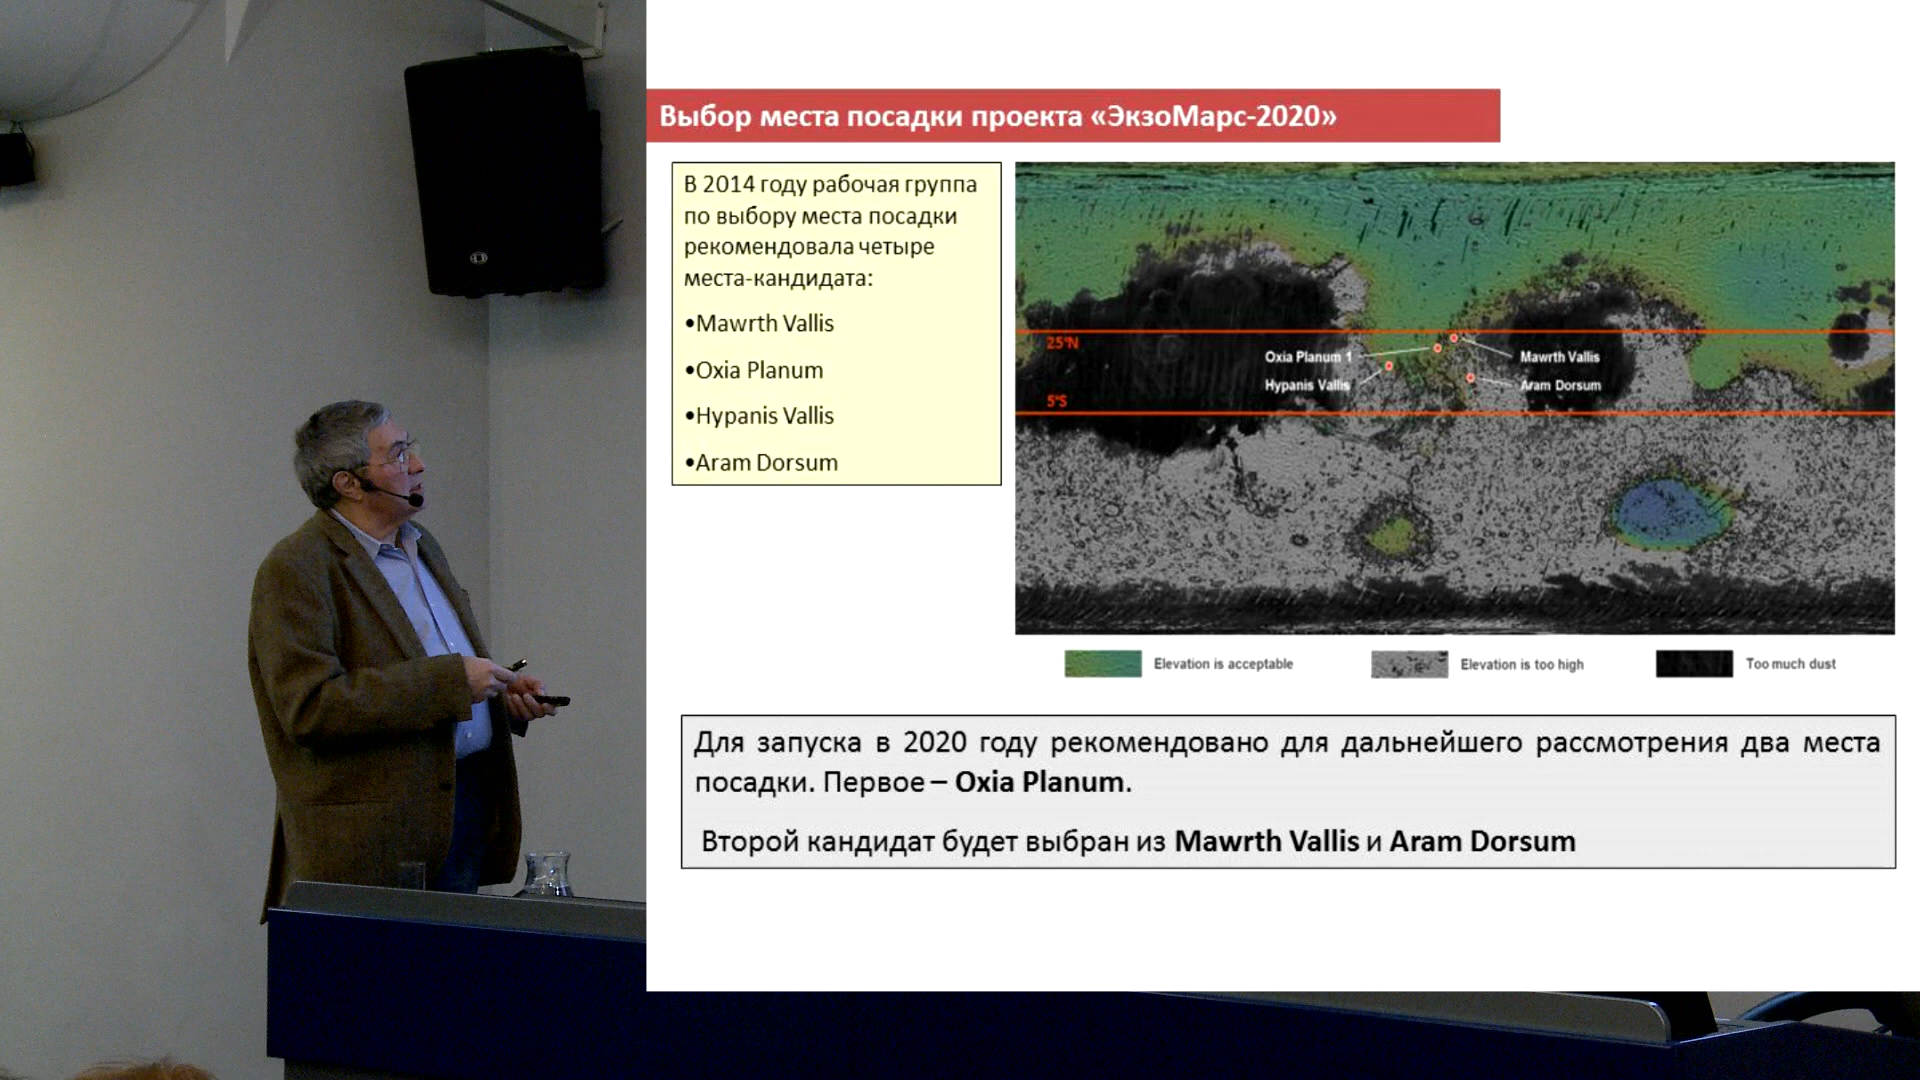 Выбор места посадки проекта «ЭкзоМарс-2020»
В 2014 году рабочая группа
по выбору места посадки
рекомендовала четыре
места-кандидата:
•Mawrth Vallis
•Oxia Planum
•Hypanis Vallis
•Aram Dorsum
25°N
Oxia Planum 1
Mawrth Vallis
Hypanis Vallis
Aram Dorsum
5°S
Elevation is acceptable
Elevation is too high
Too much dust
Для запуска в 2020 году рекомендовано для дальнейшего рассмотрения два места
посадки. Первое – Oxia Planum.
Второй кандидат будет выбран из Mawrth Vallis и Aram Dorsum